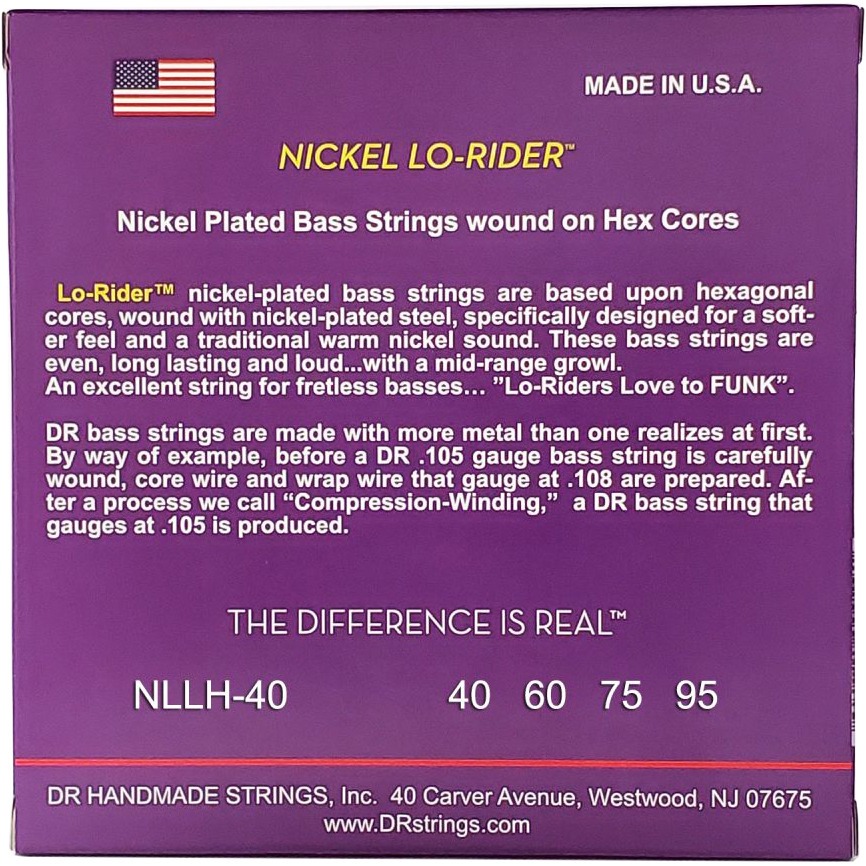 MADE IN U.S.A.
NICKEL LO-RIDER™
Nickel Plated Bass Strings wound on Hex Cores
Lo-Rider™ nickel-plated bass strings are based upon hexagonal
cores, wound with nickel-plated steel, specifically designed for a soft-
er feel and a traditional warm nickel sound. These bass strings are
even, long lasting and loud...with a mid-range growl.
An excellent string for fretless basses... ”Lo-Riders Love to FUNK”.
DR bass strings are made with more metal than one realizes at first.
By way of example, before a DR .105 gauge bass string is carefully
wound, core wire and wrap wire that gauge at .108 are prepared. Af-
ter a process we call “Compression-Winding,” a DR bass string that
gauges at .105 is produced.
THE DIFFERENCE IS REAL™
NLLH-40 40 60 75 95
DR HANDMADE STRINGS, Inc. 40 Carver Avenue, Westwood, NJ 07675
www.DRstrings.com